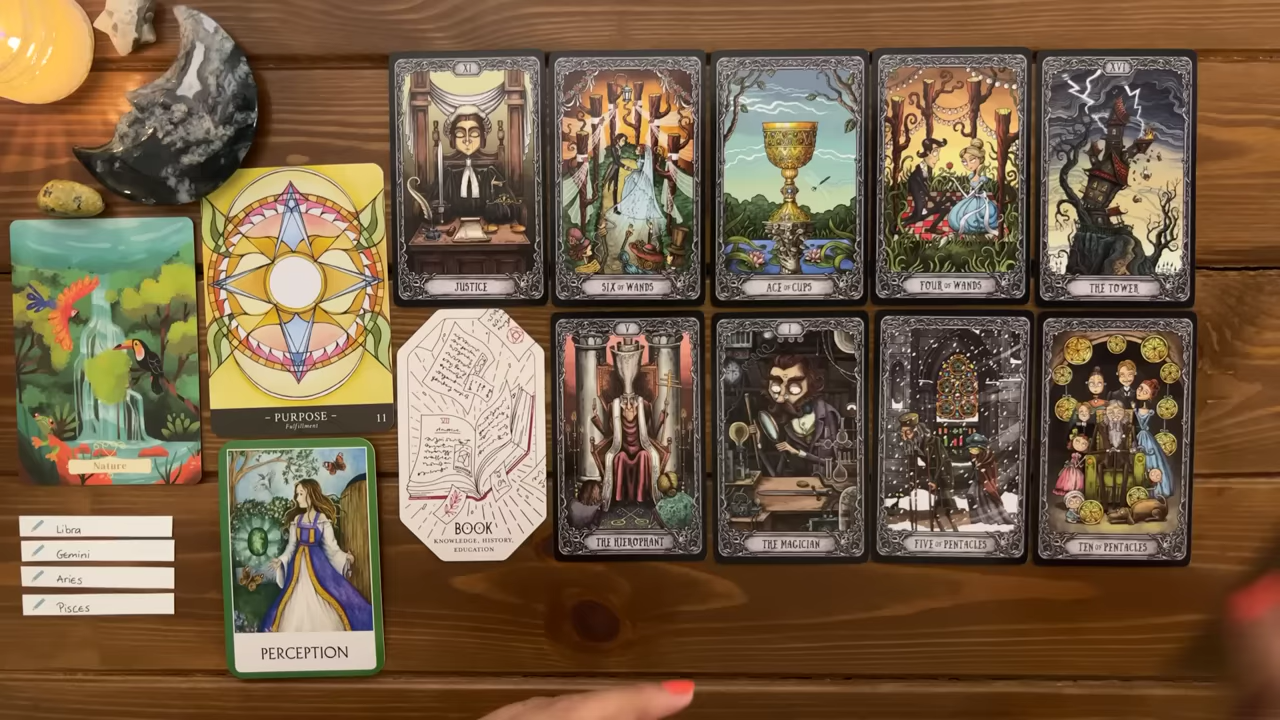 XI
JUSTICE
SIX OF WANDS
ACE OF CUPS
FOUR OF WANDS
XVI
THE TOWER
Nature
- PURPOSE -
Fulfillment
11
VII
BOOK
KNOWLEDGE, HISTORY,
EDUCATION
V
THE HIEROPHANT
I
THE MAGICIAN
FIVE OF PENTACLES
TEN OF PENTACLES
Libra
Gemini
Aries
Pisces
PERCEPTION